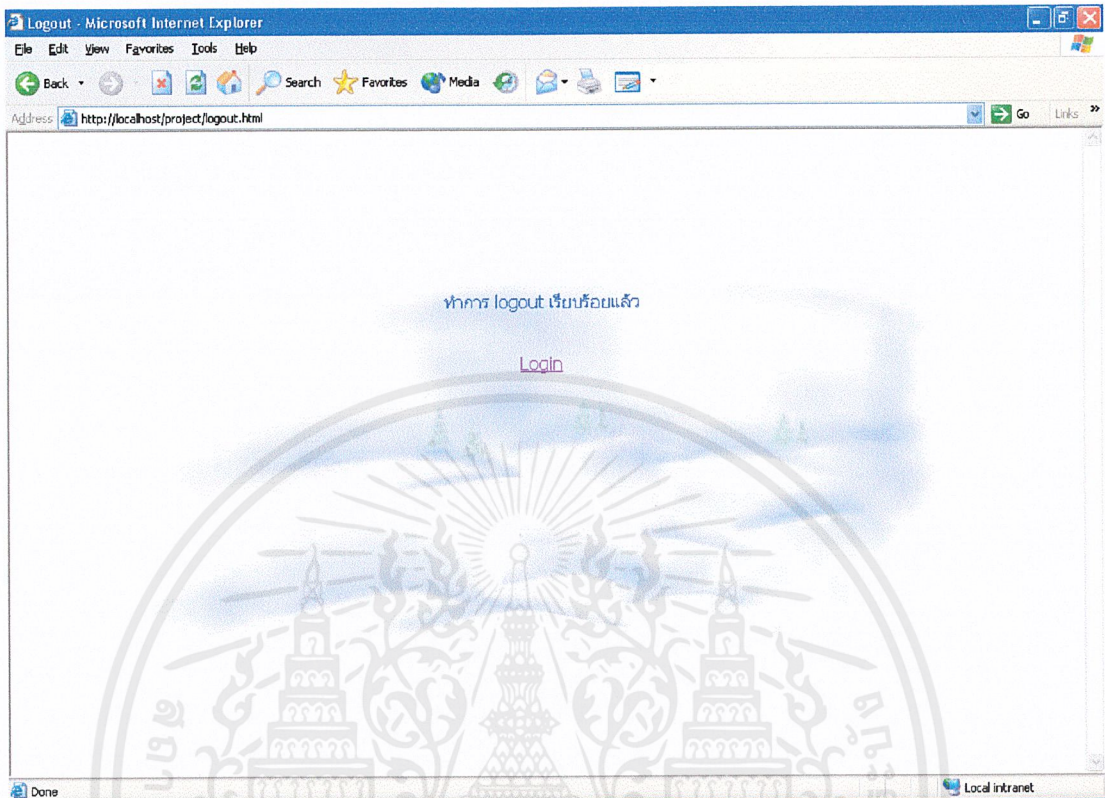 Logout - Microsoft Internet Explorer
File Edit View Favorites Tools Help
Back Search Favorites Media
Address http://localhost/project/logout.html Go Links »
ทำการ logout เรียบร้อยแล้ว
Login
Done Local intranet